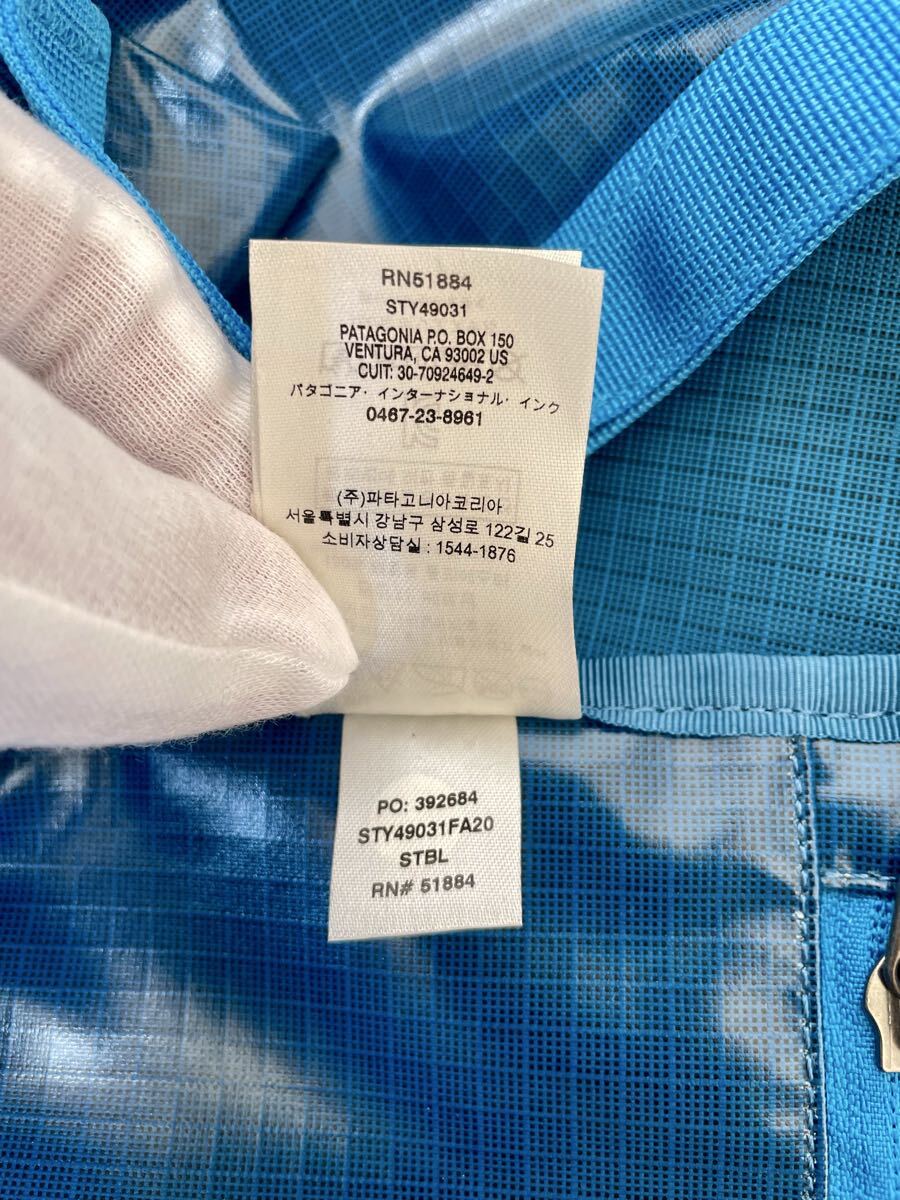 RN51884
STY49031
PATAGONIA P.O. BOX 150
VENTURA, CA 93002 US
CUIT: 30-70924649-2
パタゴニア・インターナショナル・インク
0467-23-8961
(주)파타고니아코리아
서울특별시 강남구 삼성로 122길 25
소비자상담실 : 1544-1876
PO: 392684
STY49031FA20
STBL
RN# 51884